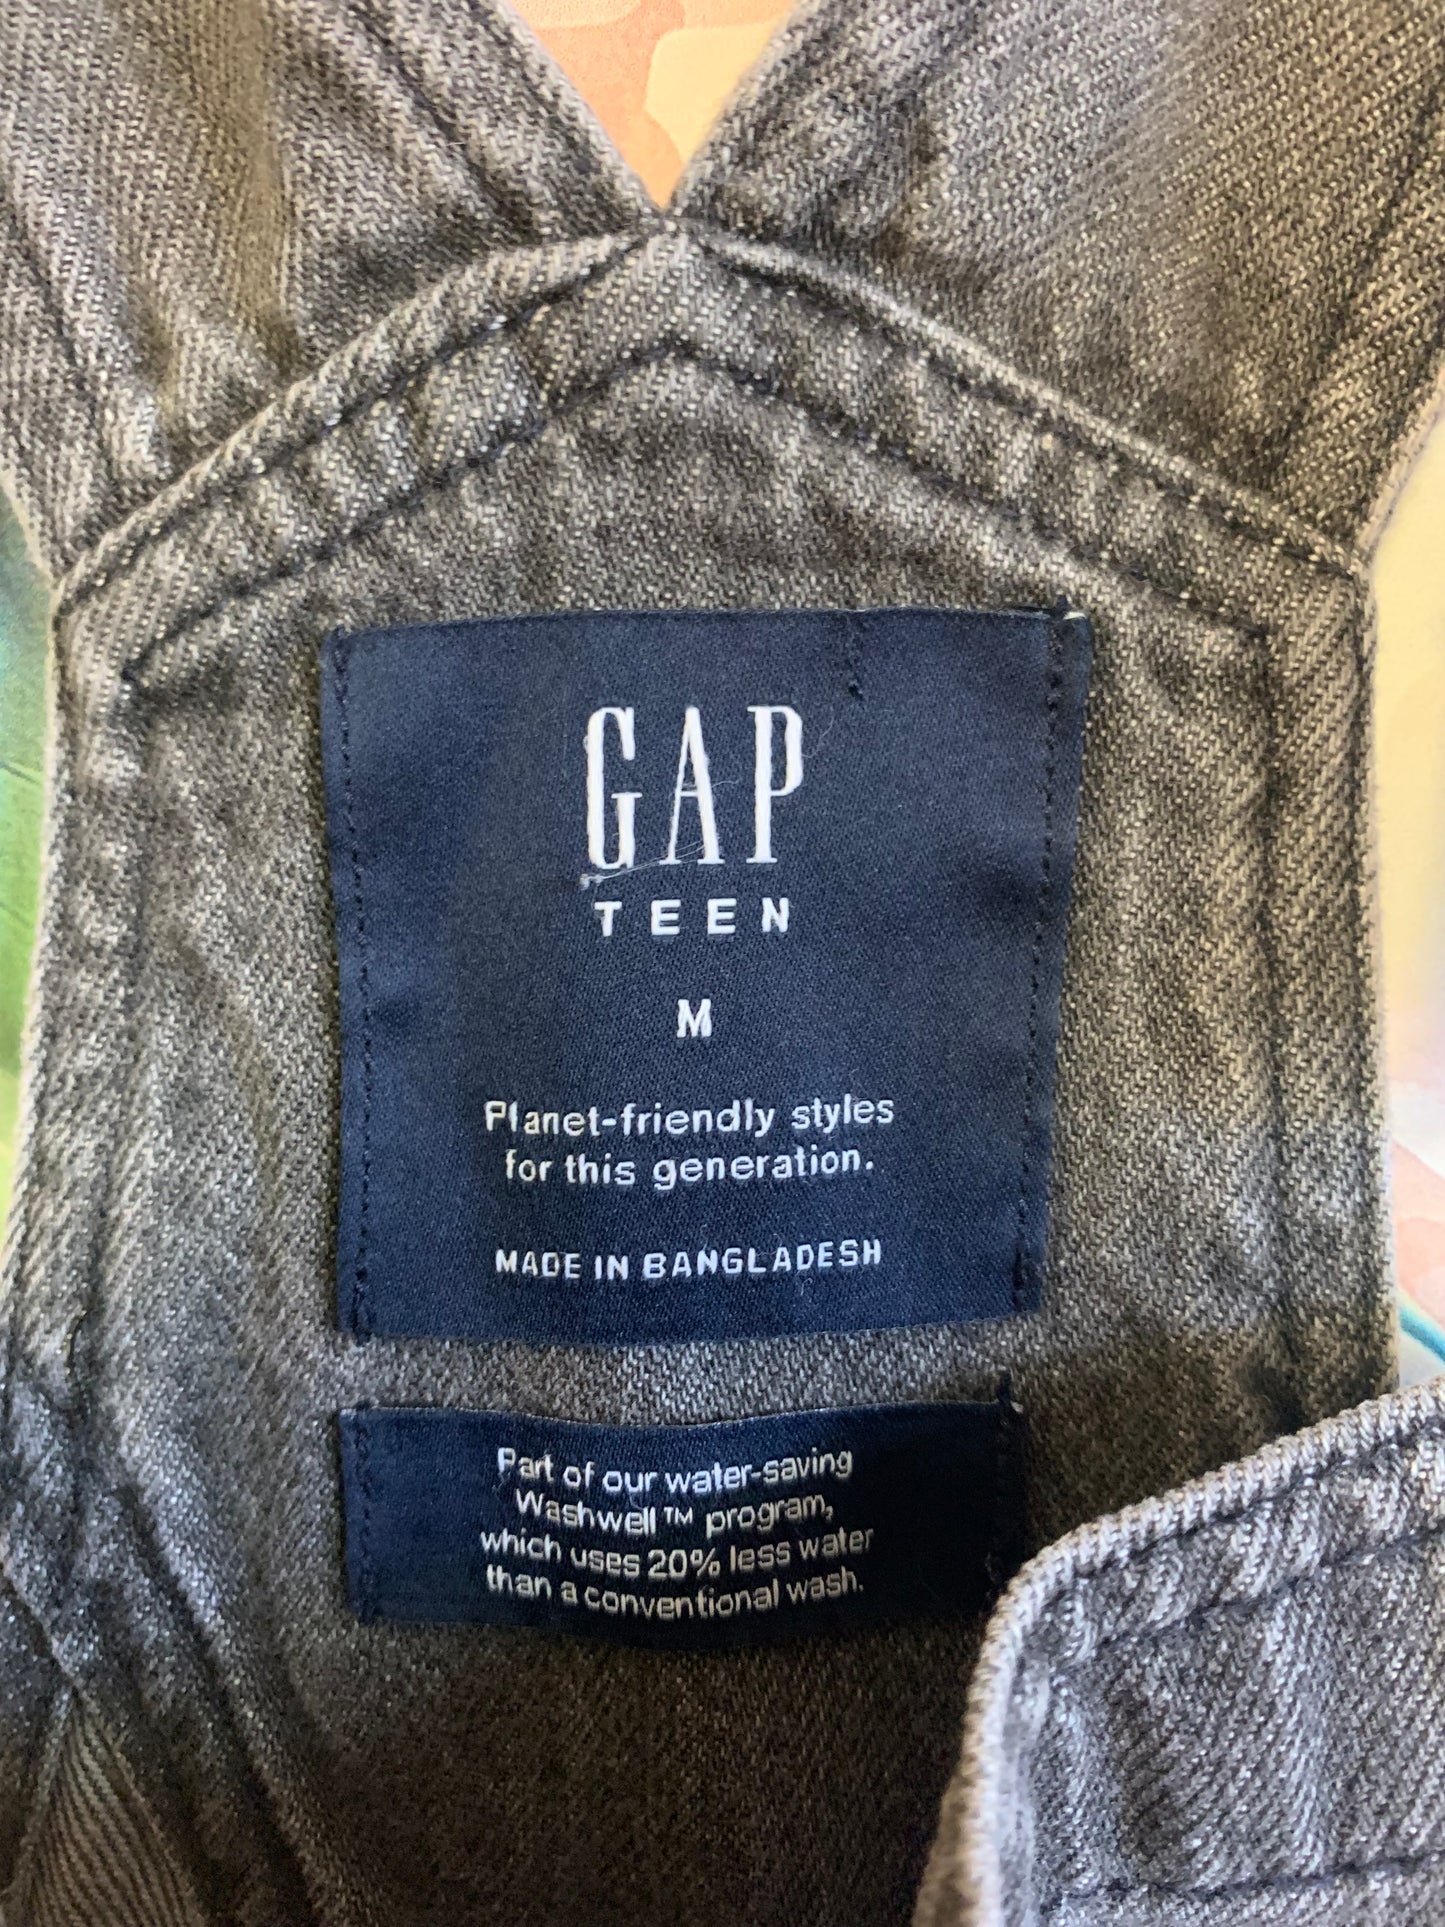 GAP
TEEN
M
Planet-friendly styles
for this generation.
MADE IN BANGLADESH
Part of our water-saving
Washwell™ program,
which uses 20% less water
than a conventional wash.